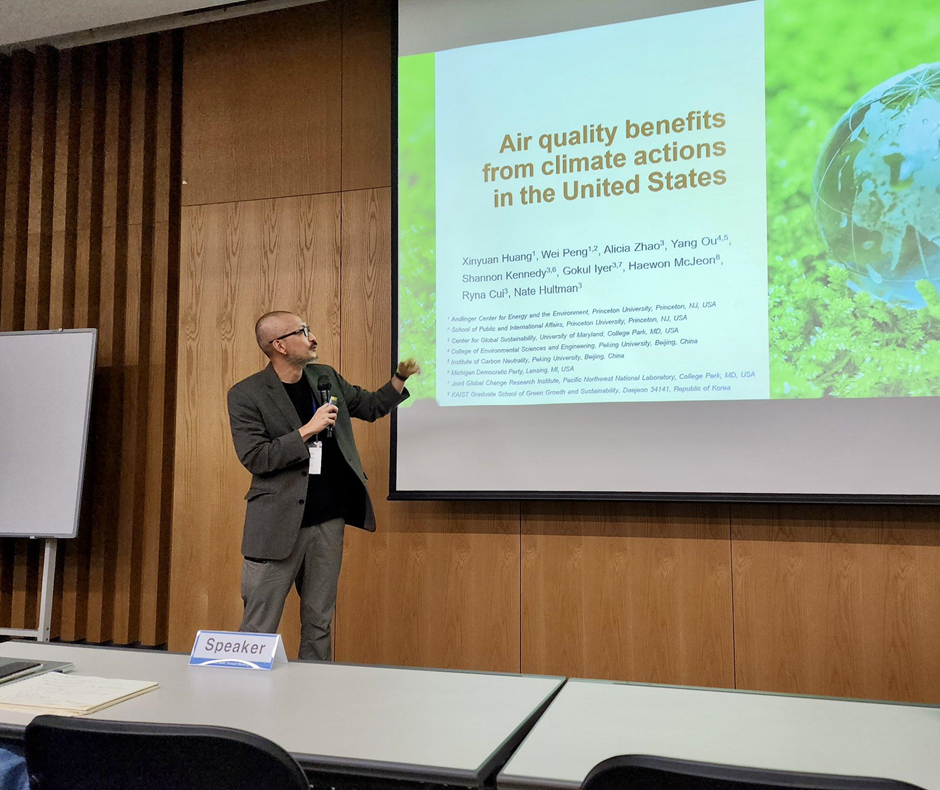 Air quality benefits
from climate actions
in the United States
Xinyuan Huang¹, Wei Peng¹,², Alicia Zhao³, Yang Ou⁴,⁵,
Shannon Kennedy³,⁶, Gokul Iyer³,⁷, Haewon McJeon⁸,
Ryna Cui³, Nate Hultman³
¹ Andlinger Center for Energy and the Environment, Princeton University, Princeton, NJ, USA
² School of Public and International Affairs, Princeton University, Princeton, NJ, USA
³ Center for Global Sustainability, University of Maryland, College Park, MD, USA
⁴ College of Environmental Sciences and Engineering, Peking University, Beijing, China
⁵ Institute of Carbon Neutrality, Peking University, Beijing, China
⁶ Michigan Democratic Party, Lansing, MI, USA
⁷ Joint Global Change Research Institute, Pacific Northwest National Laboratory, College Park, MD, USA
⁸ KAIST Graduate School of Green Growth and Sustainability, Daejeon 34141, Republic of Korea
Speaker